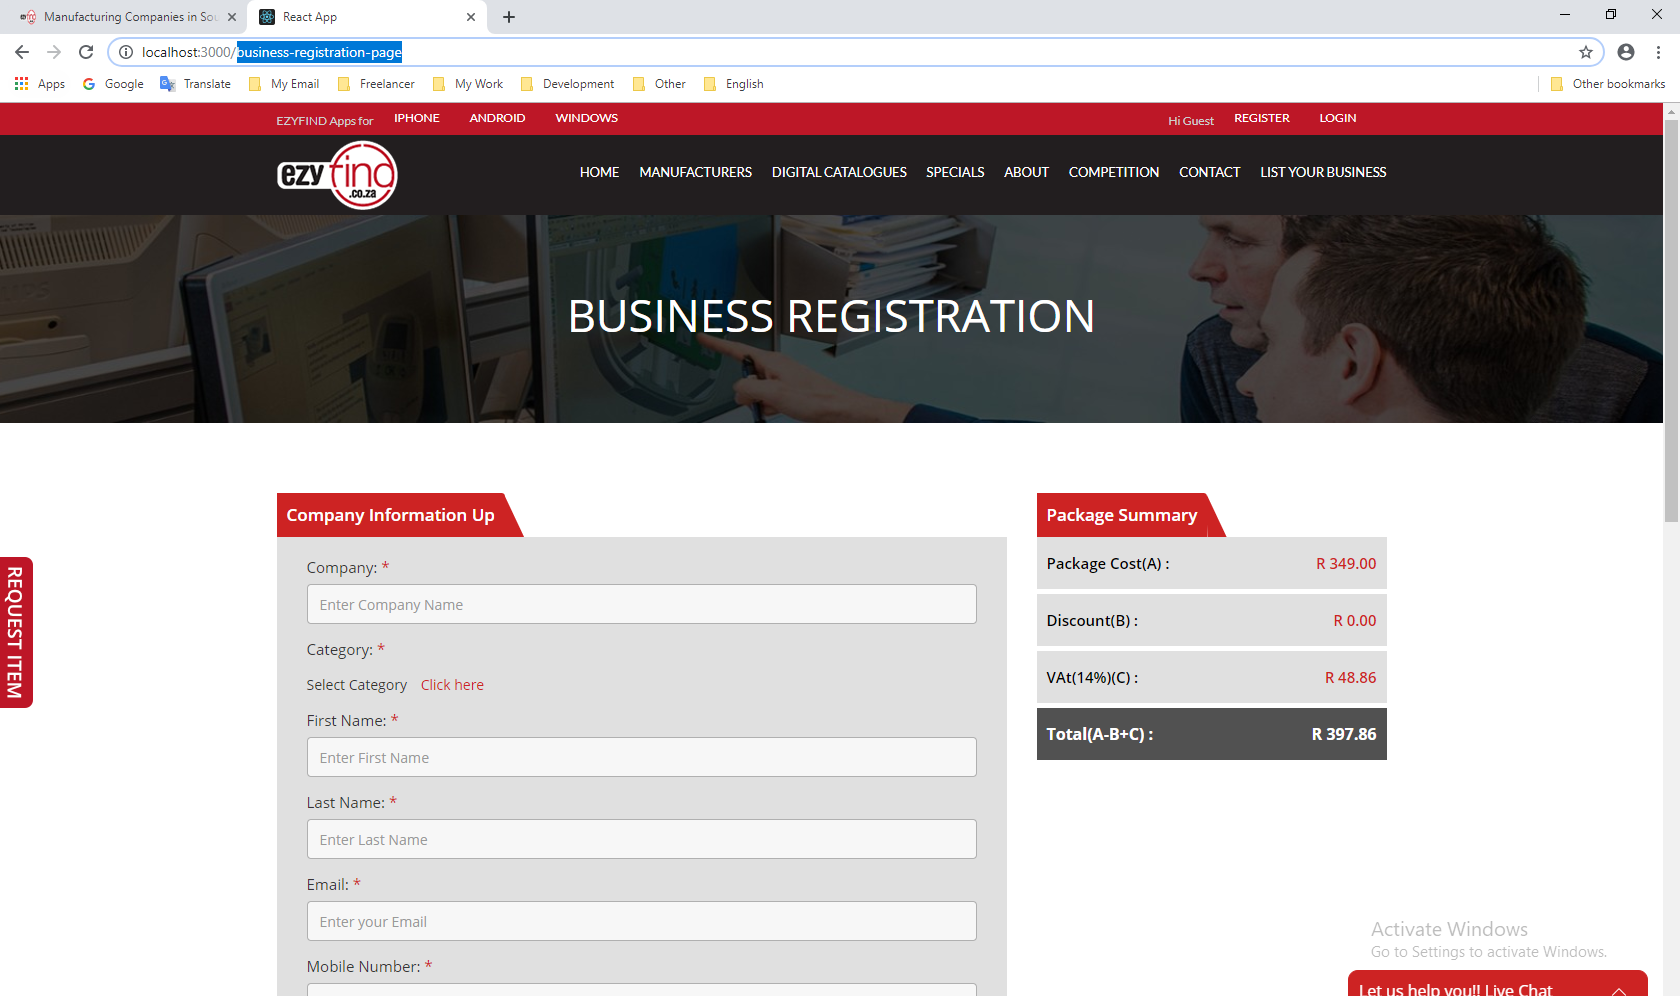 Manufacturing Companies in Sou
React App
localhost:3000/business-registration-page
Apps
Google
Translate
My Email
Freelancer
My Work
Development
Other
English
Other bookmarks
EZYFIND Apps for
IPHONE
ANDROID
WINDOWS
Hi Guest
REGISTER
LOGIN
ezyfind
.co.za
HOME
MANUFACTURERS
DIGITAL CATALOGUES
SPECIALS
ABOUT
COMPETITION
CONTACT
LIST YOUR BUSINESS
BUSINESS REGISTRATION
REQUEST ITEM
Company Information Up
Company: *
Enter Company Name
Category: *
Select Category Click here
First Name: *
Enter First Name
Last Name: *
Enter Last Name
Email: *
Enter your Email
Mobile Number: *
Package Summary
Package Cost(A) : R 349.00
Discount(B) : R 0.00
VAt(14%)(C) : R 48.86
Total(A-B+C) : R 397.86
Activate Windows
Go to Settings to activate Windows.
Let us help you!! Live Chat